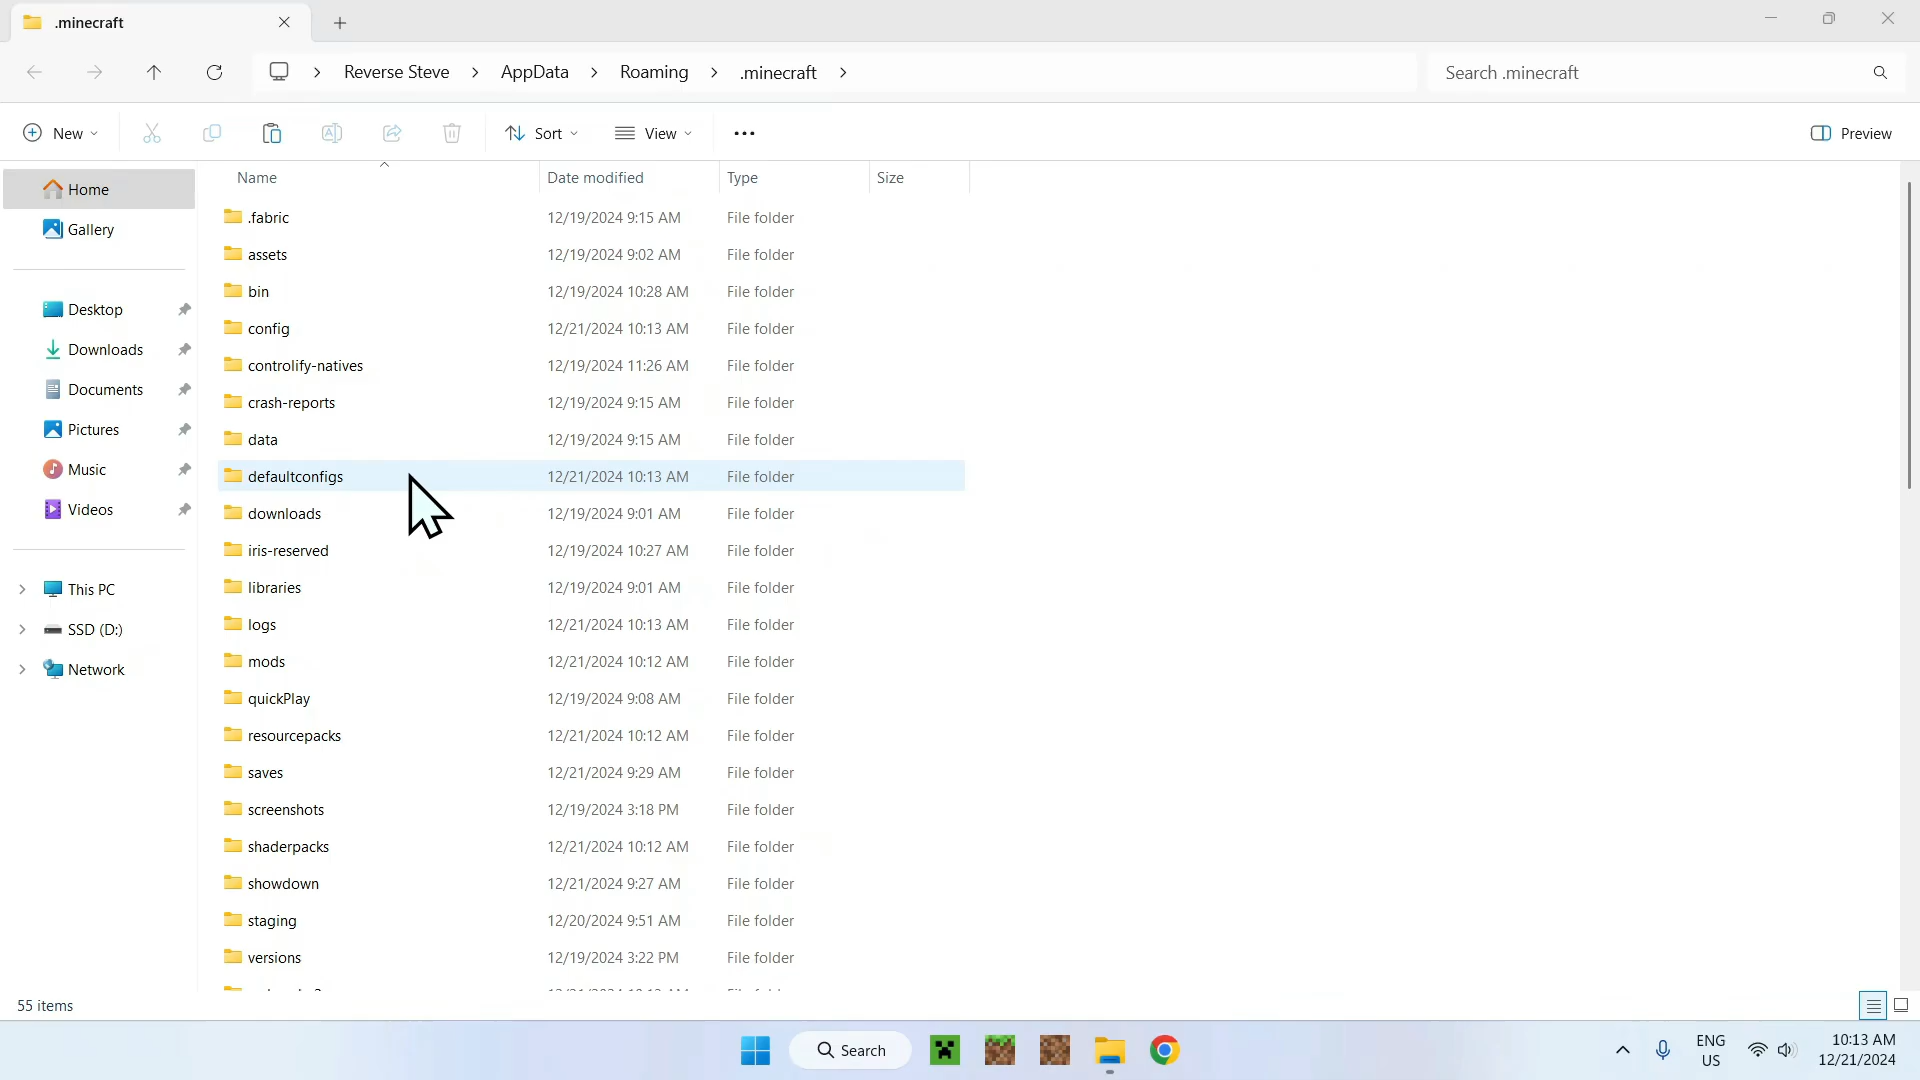 .minecraft
Reverse Steve > AppData > Roaming > .minecraft >
Search .minecraft
New
Sort
View
Preview
Home
Gallery
Desktop
Downloads
Documents
Pictures
Music
Videos
This PC
SSD (D:)
Network
Name Date modified Type Size
.fabric 12/19/2024 9:15 AM File folder
assets 12/19/2024 9:02 AM File folder
bin 12/19/2024 10:28 AM File folder
config 12/21/2024 10:13 AM File folder
controlify-natives 12/19/2024 11:26 AM File folder
crash-reports 12/19/2024 9:15 AM File folder
data 12/19/2024 9:15 AM File folder
defaultconfigs 12/21/2024 10:13 AM File folder
downloads 12/19/2024 9:01 AM File folder
iris-reserved 12/19/2024 10:27 AM File folder
libraries 12/19/2024 9:01 AM File folder
logs 12/21/2024 10:13 AM File folder
mods 12/21/2024 10:12 AM File folder
quickPlay 12/19/2024 9:08 AM File folder
resourcepacks 12/21/2024 10:12 AM File folder
saves 12/21/2024 9:29 AM File folder
screenshots 12/19/2024 3:18 PM File folder
shaderpacks 12/21/2024 10:12 AM File folder
showdown 12/21/2024 9:27 AM File folder
staging 12/20/2024 9:51 AM File folder
versions 12/19/2024 3:22 PM File folder
55 items
Search
ENG
US
10:13 AM
12/21/2024